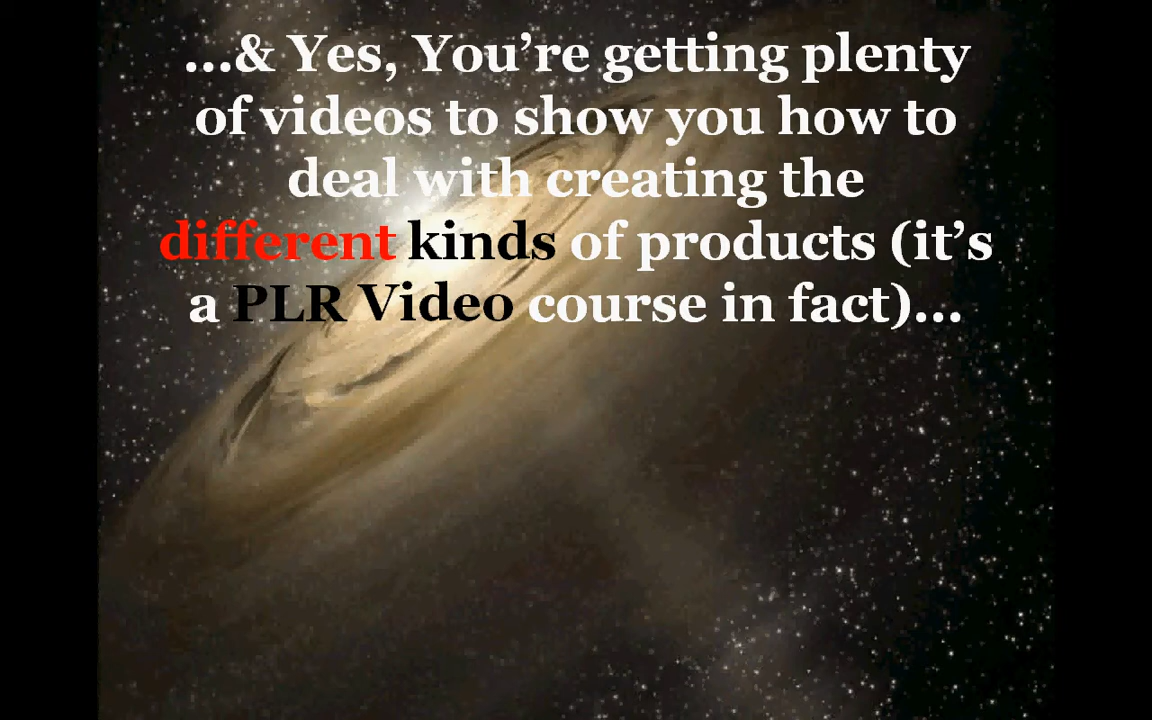 ...& Yes, You’re getting plenty
of videos to show you how to
deal with creating the
different kinds of products (it’s
a PLR Video course in fact)...